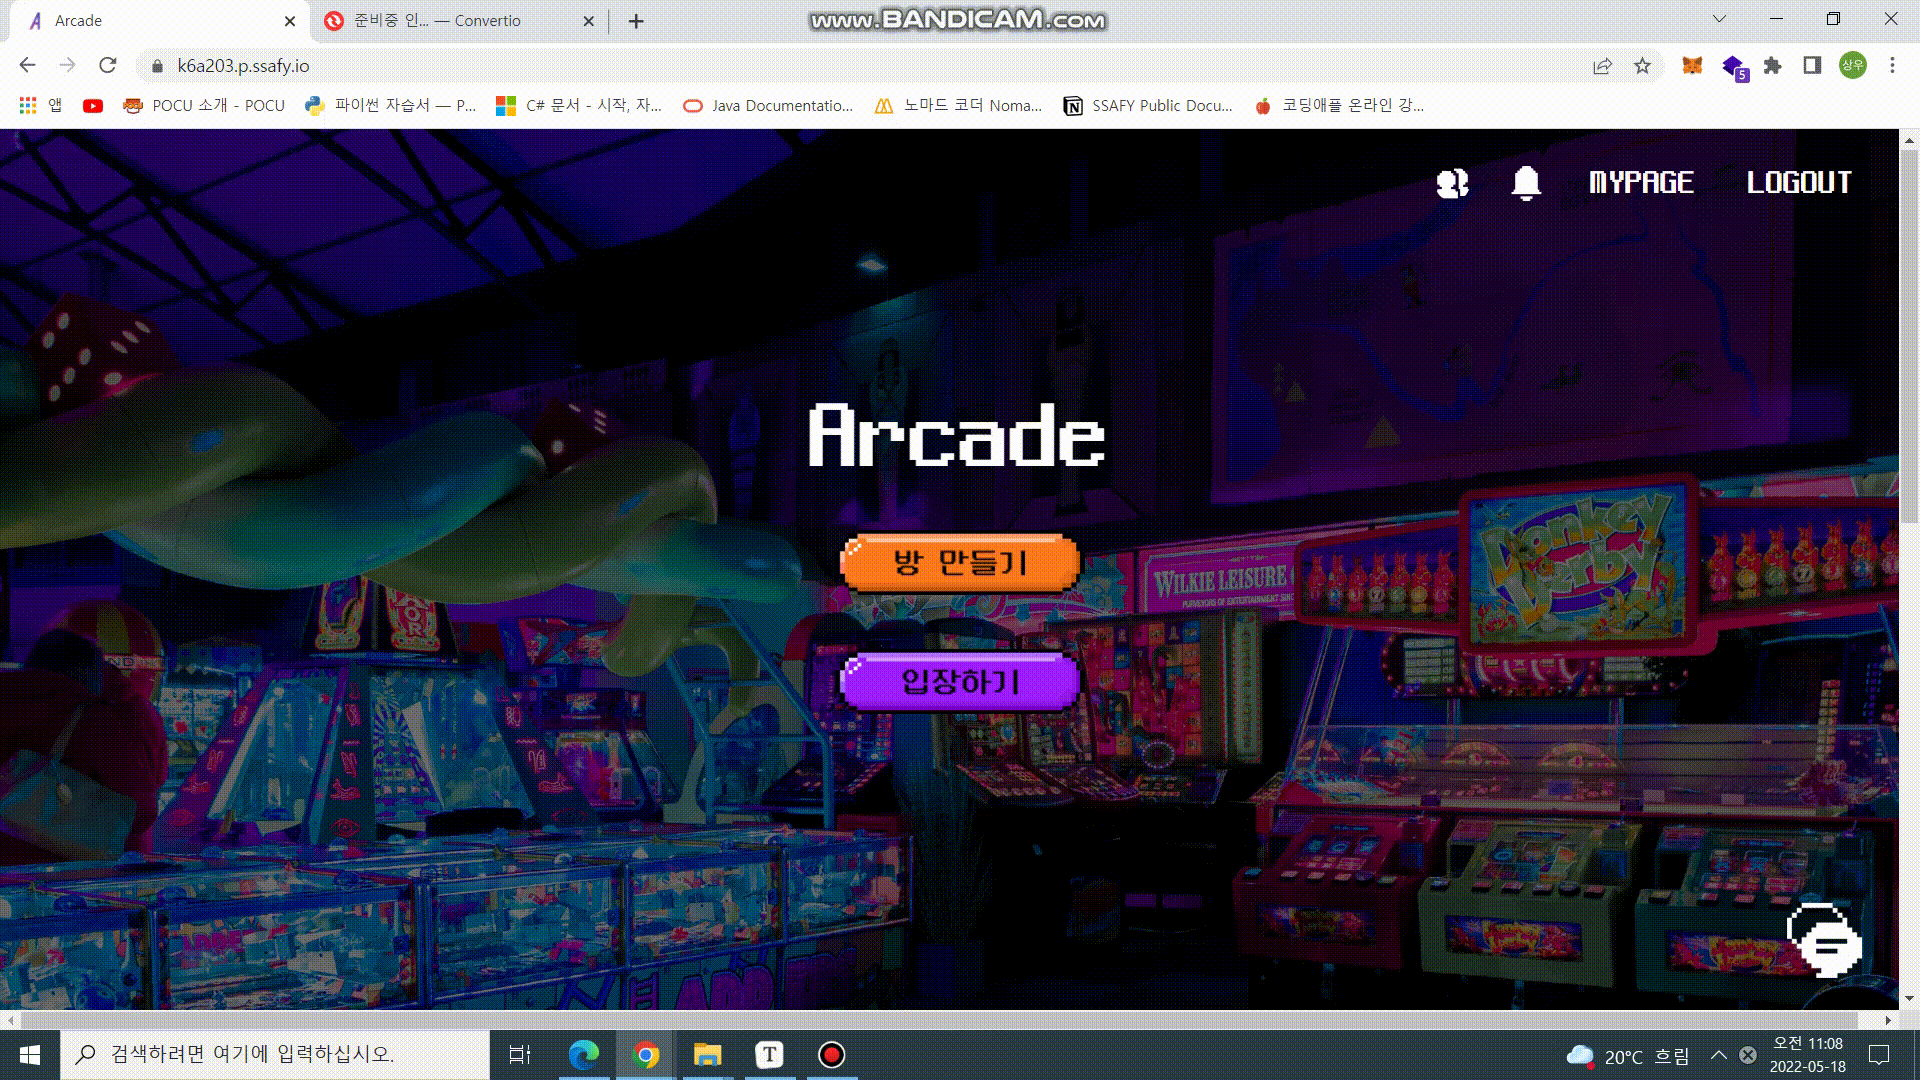 Arcade
준비중 인... — Convertio
www.BANDICAM.com
k6a203.p.ssafy.io
5
상우
앱
POCU 소개 - POCU
파이썬 자습서 — P...
C# 문서 - 시작, 자...
Java Documentatio...
노마드 코더 Noma...
SSAFY Public Docu...
코딩애플 온라인 강...
MYPAGE
LOGOUT
Arcade
방 만들기
입장하기
Donkey
Derby
WILKIE LEISURE
검색하려면 여기에 입력하십시오.
T
20°C 흐림
오전 11:08
2022-05-18